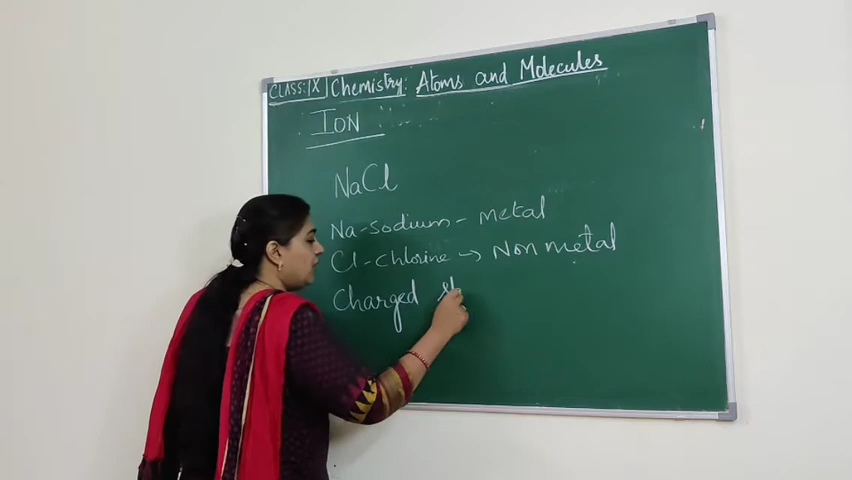 CLASS: IX Chemistry: Atoms and Molecules
ION
NaCl
Na-Sodium - Metal
Cl-chlorine → Non metal
Charged